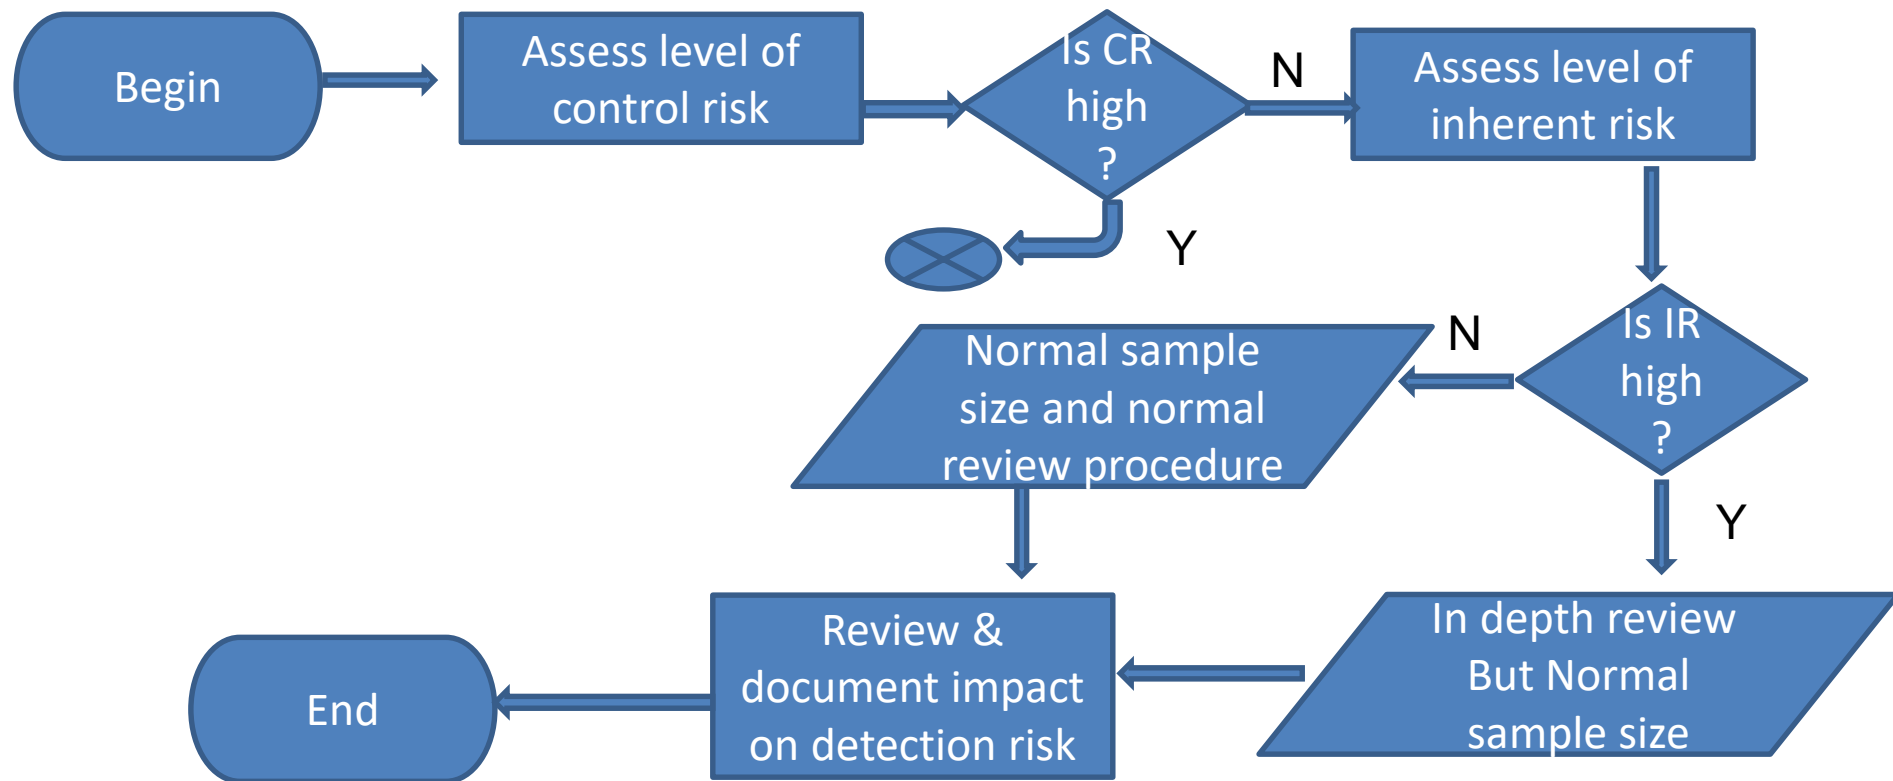 Begin
Assess level of
control risk
Is CR
high
?
N
Assess level of
inherent risk
Y
Is IR
high
?
N
Normal sample
size and normal
review procedure
Y
In depth review
But Normal
sample size
Review &
document impact
on detection risk
End